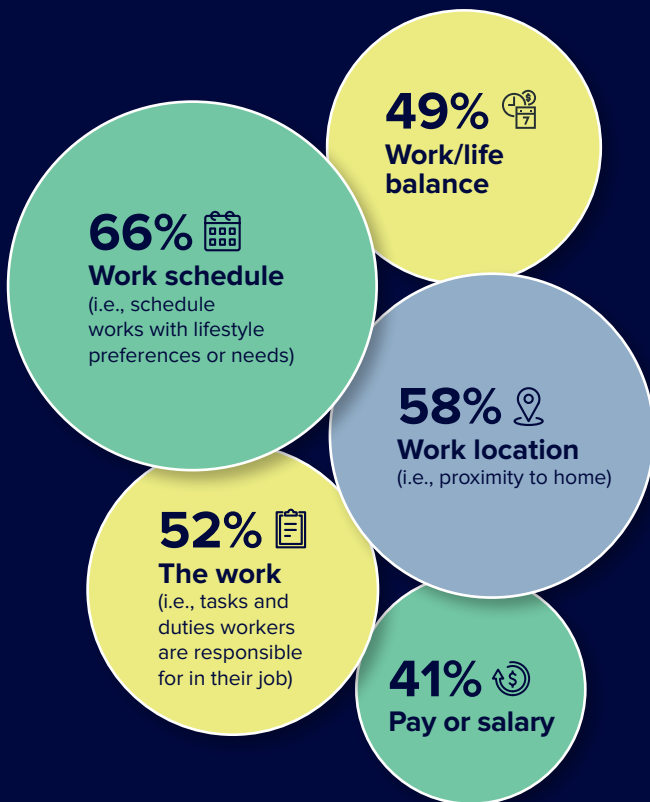 49%
Work/life
balance
66%
Work schedule
(i.e., schedule
works with lifestyle
preferences or needs)
58%
Work location
(i.e., proximity to home)
52%
The work
(i.e., tasks and
duties workers
are responsible
for in their job)
41%
Pay or salary